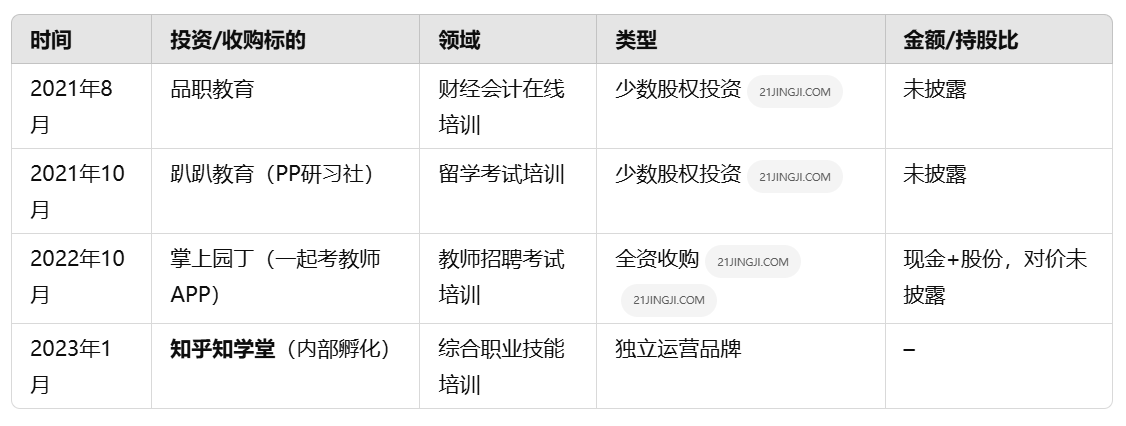 时间 投资/收购标的 领域 类型 金额/持股比
2021年8月 品职教育 财经会计在线培训 少数股权投资 21JINGJI.COM 未披露
2021年10月 趴趴教育（PP研习社） 留学考试培训 少数股权投资 21JINGJI.COM 未披露
2022年10月 掌上园丁（一起考教师APP） 教师招聘考试培训 全资收购 21JINGJI.COM 21JINGJI.COM 现金+股份，对价未披露
2023年1月 知乎知学堂（内部孵化） 综合职业技能培训 独立运营品牌 –